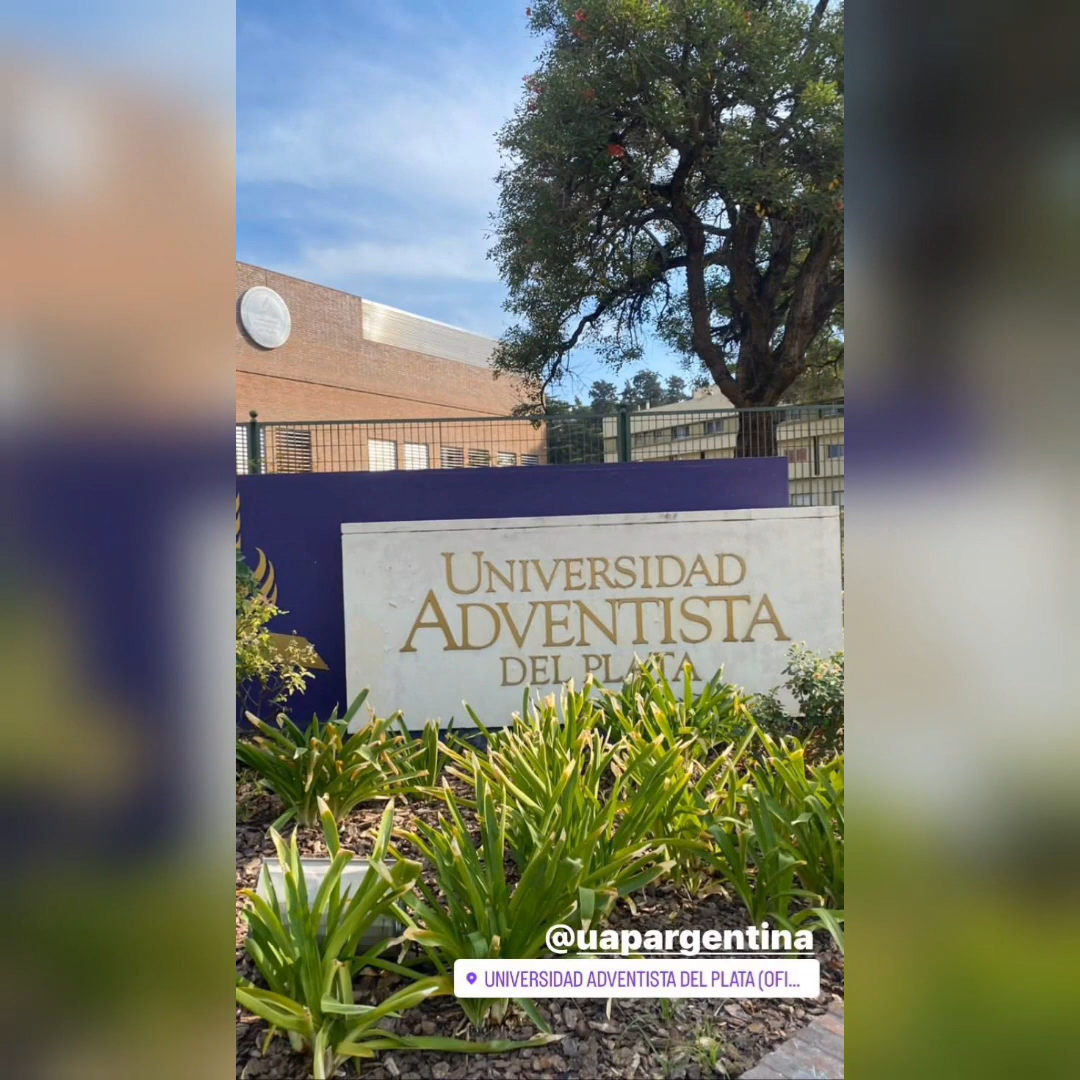 UNIVERSIDAD
ADVENTISTA
DEL PLATA
@uapargentina
UNIVERSIDAD ADVENTISTA DEL PLATA (OFI...